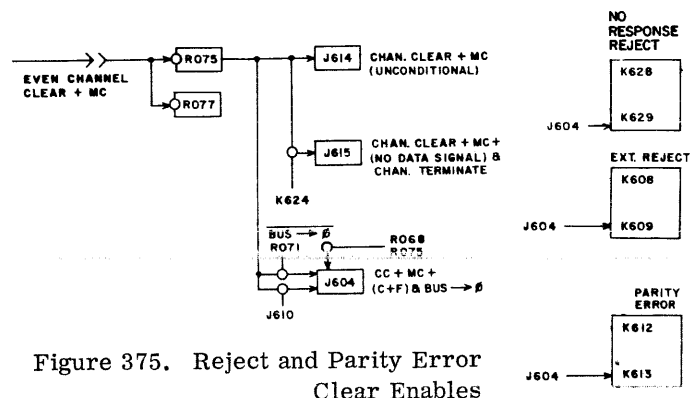 EVEN CHANNEL
CLEAR + MC
R075
R077
J614
CHAN. CLEAR + MC
(UNCONDITIONAL)
J615
CHAN. CLEAR + MC +
(NO DATA SIGNAL) &
CHAN. TERMINATE
K624
BUS → ∅
R071
R068
R075
J604
CC + MC +
(C+F) & BUS → ∅
J610
NO
RESPONSE
REJECT
K628
K629
J604
EXT. REJECT
K608
K609
J604
PARITY
ERROR
K612
K613
J604
Figure 375. Reject and Parity Error
Clear Enables